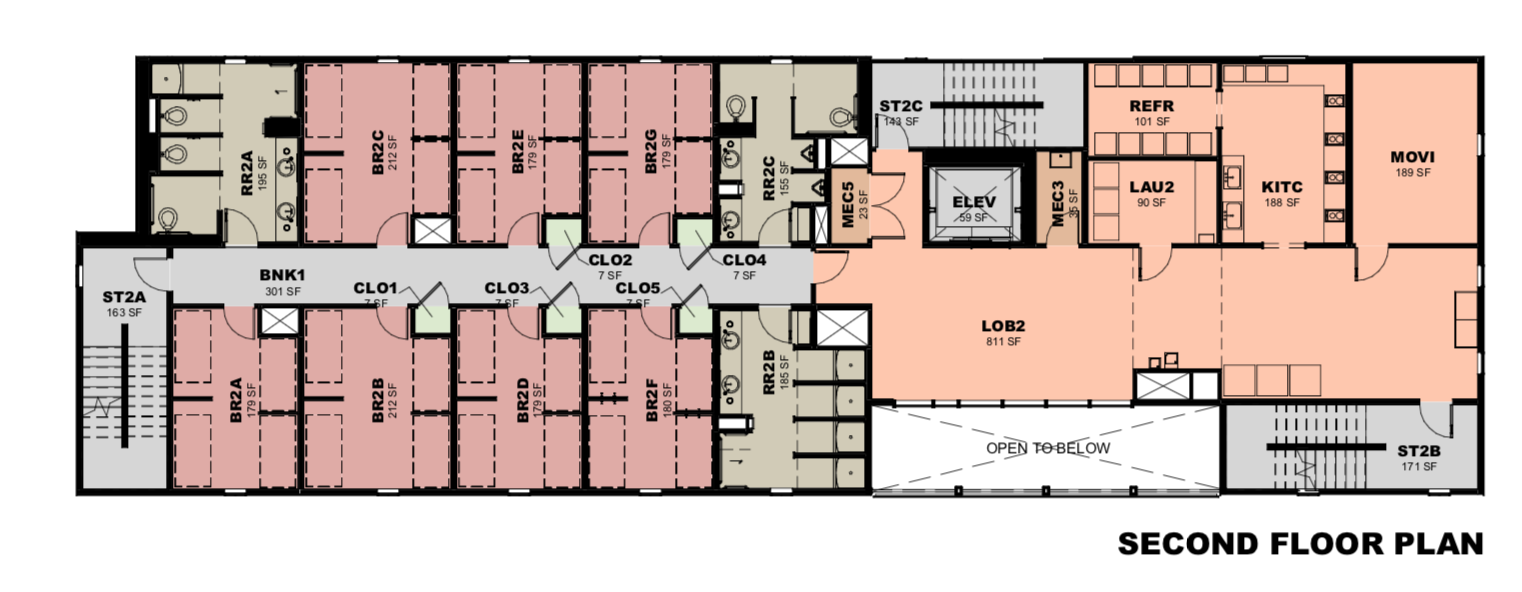 RR2A
195 SF
BR2C
212 SF
BR2E
179 SF
BR2G
179 SF
RR2C
155 SF
MEC5
23 SF
ST2C
143 SF
ELEV
59 SF
MEC3
35 SF
REFR
101 SF
LAU2
90 SF
KITC
188 SF
MOVI
189 SF
ST2A
163 SF
BNK1
301 SF
CLO1
7 SF
CLO2
7 SF
CLO3
7 SF
CLO4
7 SF
CLO5
7 SF
LOB2
811 SF
BR2A
179 SF
BR2B
212 SF
BR2D
179 SF
BR2F
180 SF
RR2B
185 SF
OPEN TO BELOW
ST2B
171 SF
SECOND FLOOR PLAN